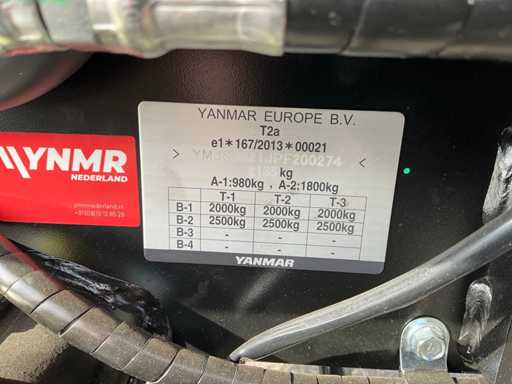 YANMAR EUROPE B.V.
T2a
e1*167/2013*00021
kg
A-1:980kg , A-2:1800kg
T-1 T-2 T-3
B-1 2000kg 2000kg 2000kg
B-2 2500kg 2500kg 2500kg
B-3 - - -
B-4 - - -
YANMAR
YNMR
NEDERLAND